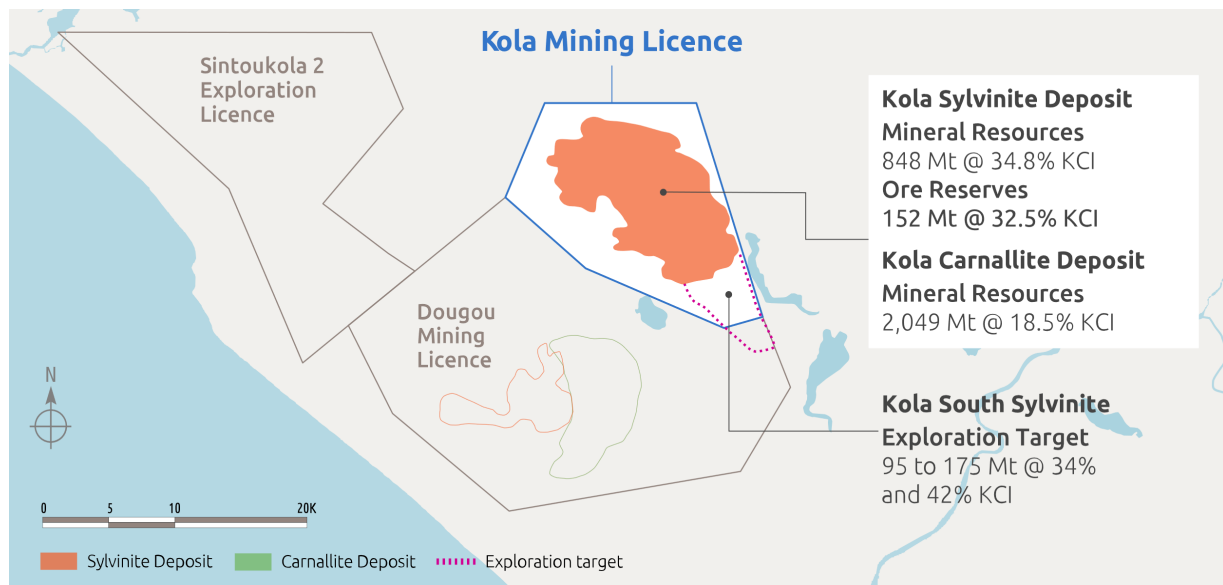 Kola Mining Licence
Sintoukola 2
Exploration
Licence
Kola Sylvinite Deposit
Mineral Resources
848 Mt @ 34.8% KCl
Ore Reserves
152 Mt @ 32.5% KCl
Kola Carnallite Deposit
Mineral Resources
2,049 Mt @ 18.5% KCl
Dougou
Mining
Licence
N
Kola South Sylvinite
Exploration Target
95 to 175 Mt @ 34%
and 42% KCl
0 5 10 20K
Sylvinite Deposit Carnallite Deposit Exploration target